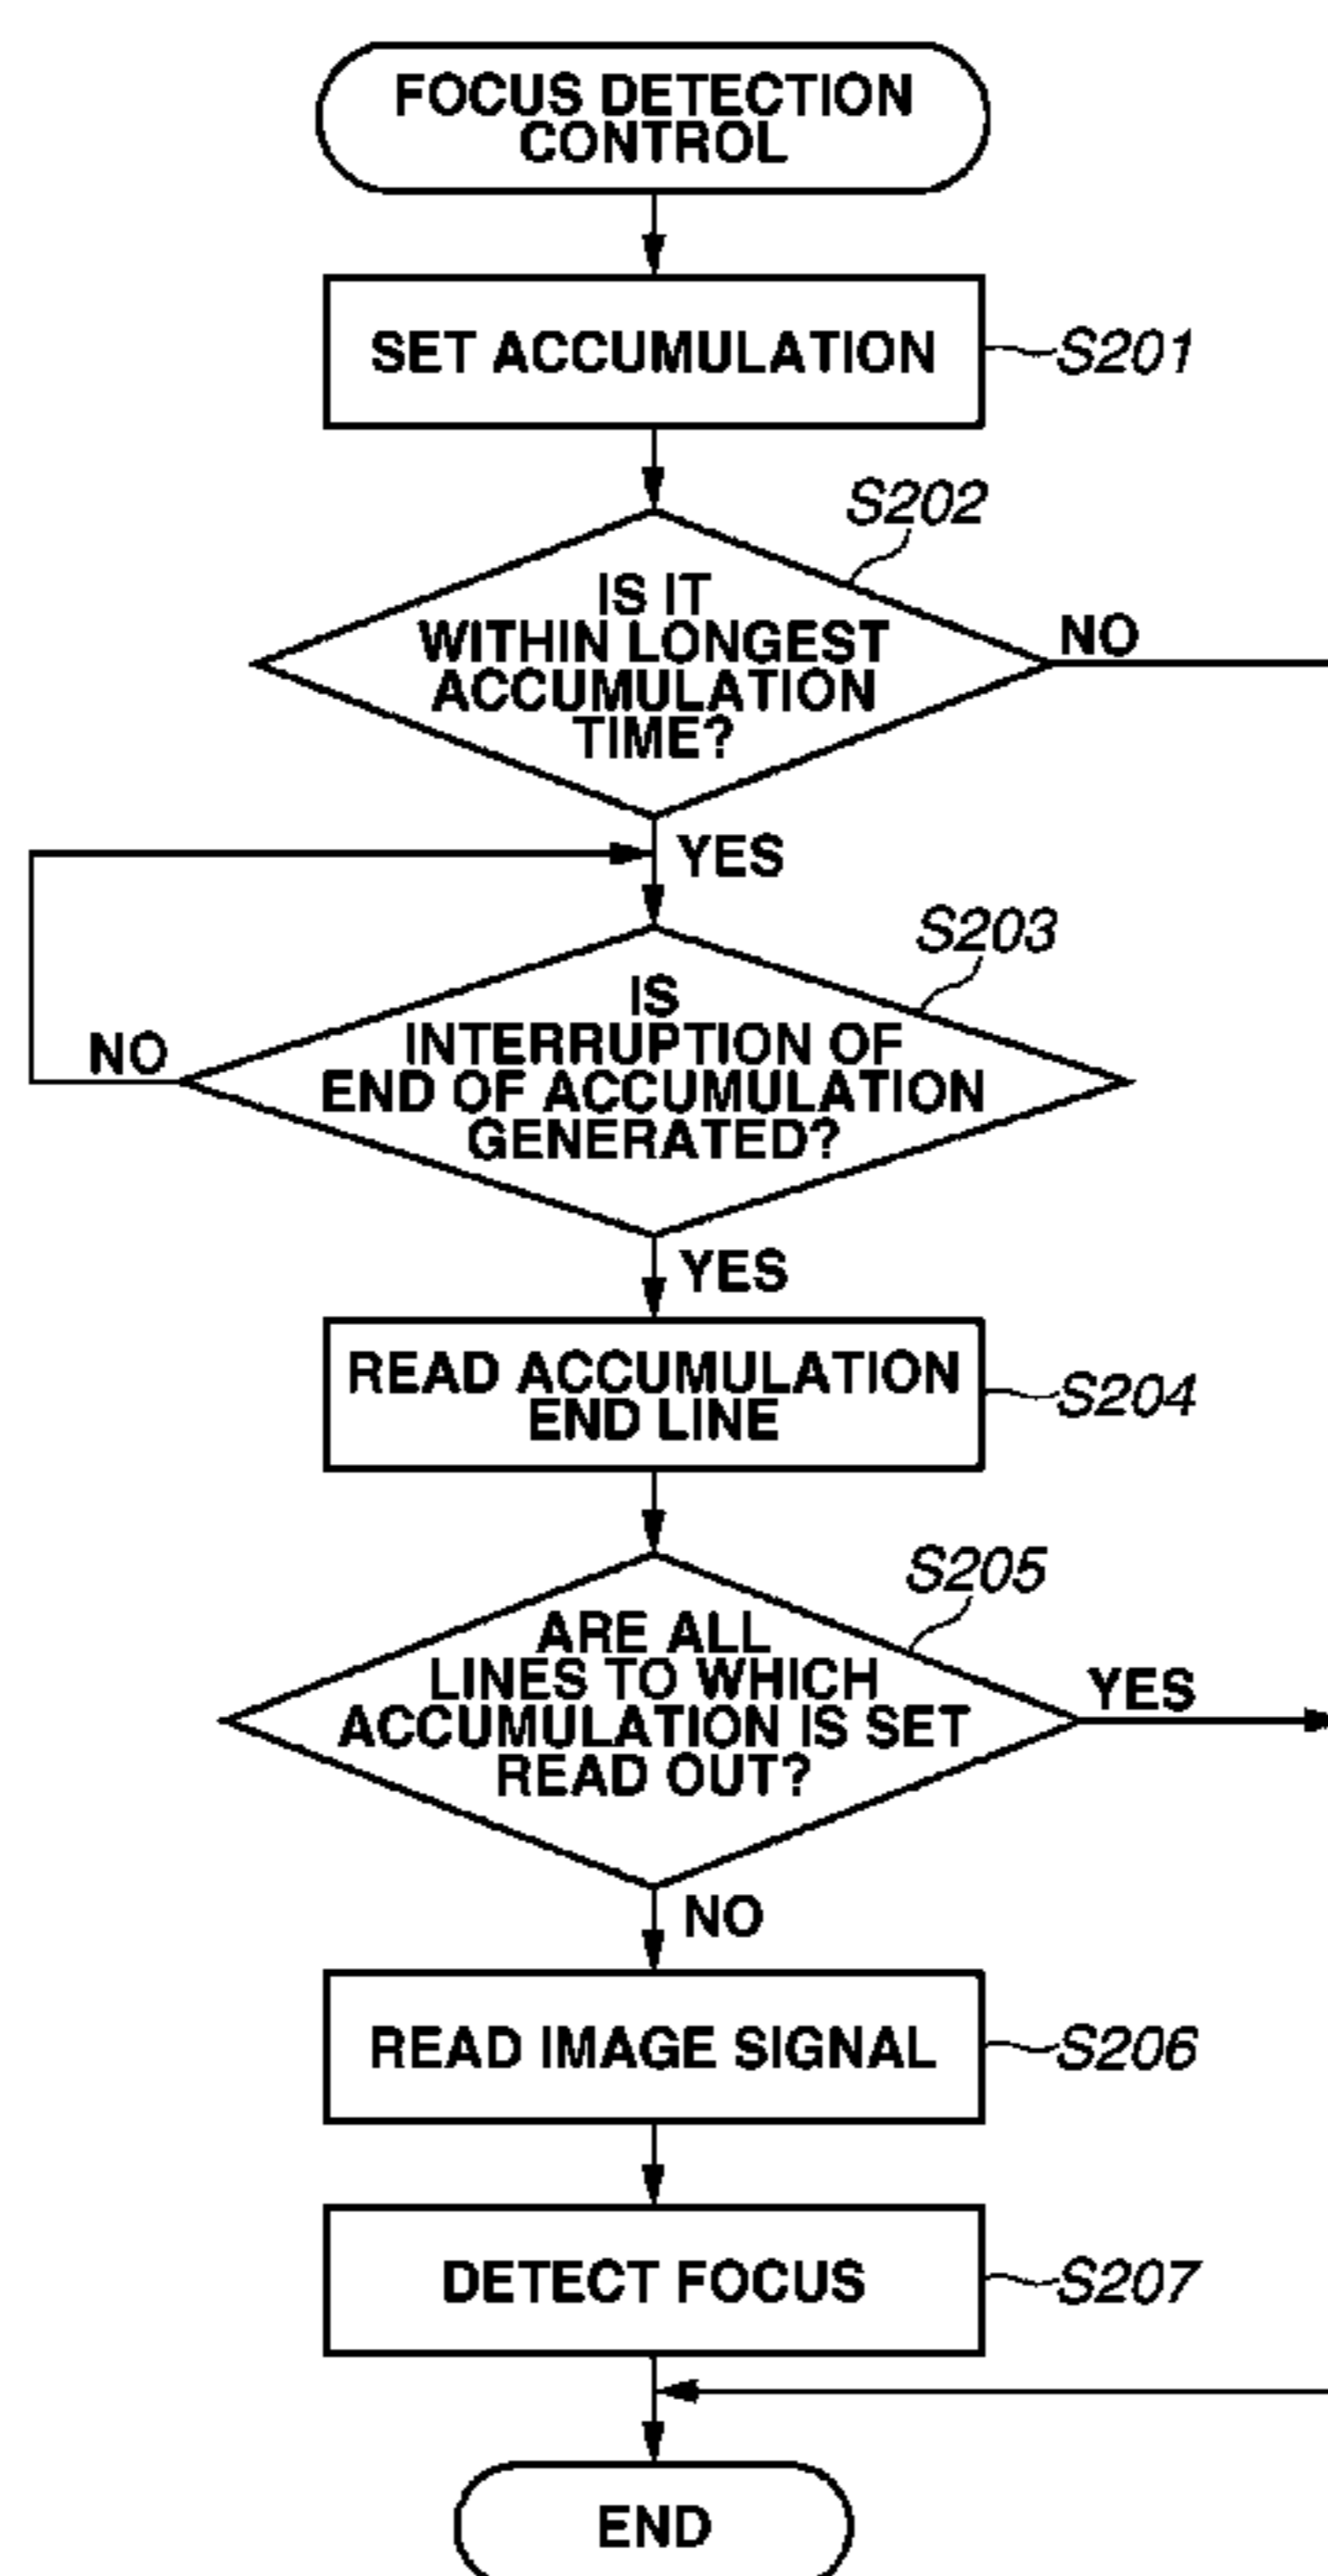 FOCUS DETECTION
CONTROL
SET ACCUMULATION
S201
S202
IS IT
WITHIN LONGEST
ACCUMULATION
TIME?
NO
YES
S203
IS
INTERRUPTION OF
END OF ACCUMULATION
GENERATED?
NO
YES
READ ACCUMULATION
END LINE
S204
S205
ARE ALL
LINES TO WHICH
ACCUMULATION IS SET
READ OUT?
YES
NO
READ IMAGE SIGNAL
S206
DETECT FOCUS
S207
END